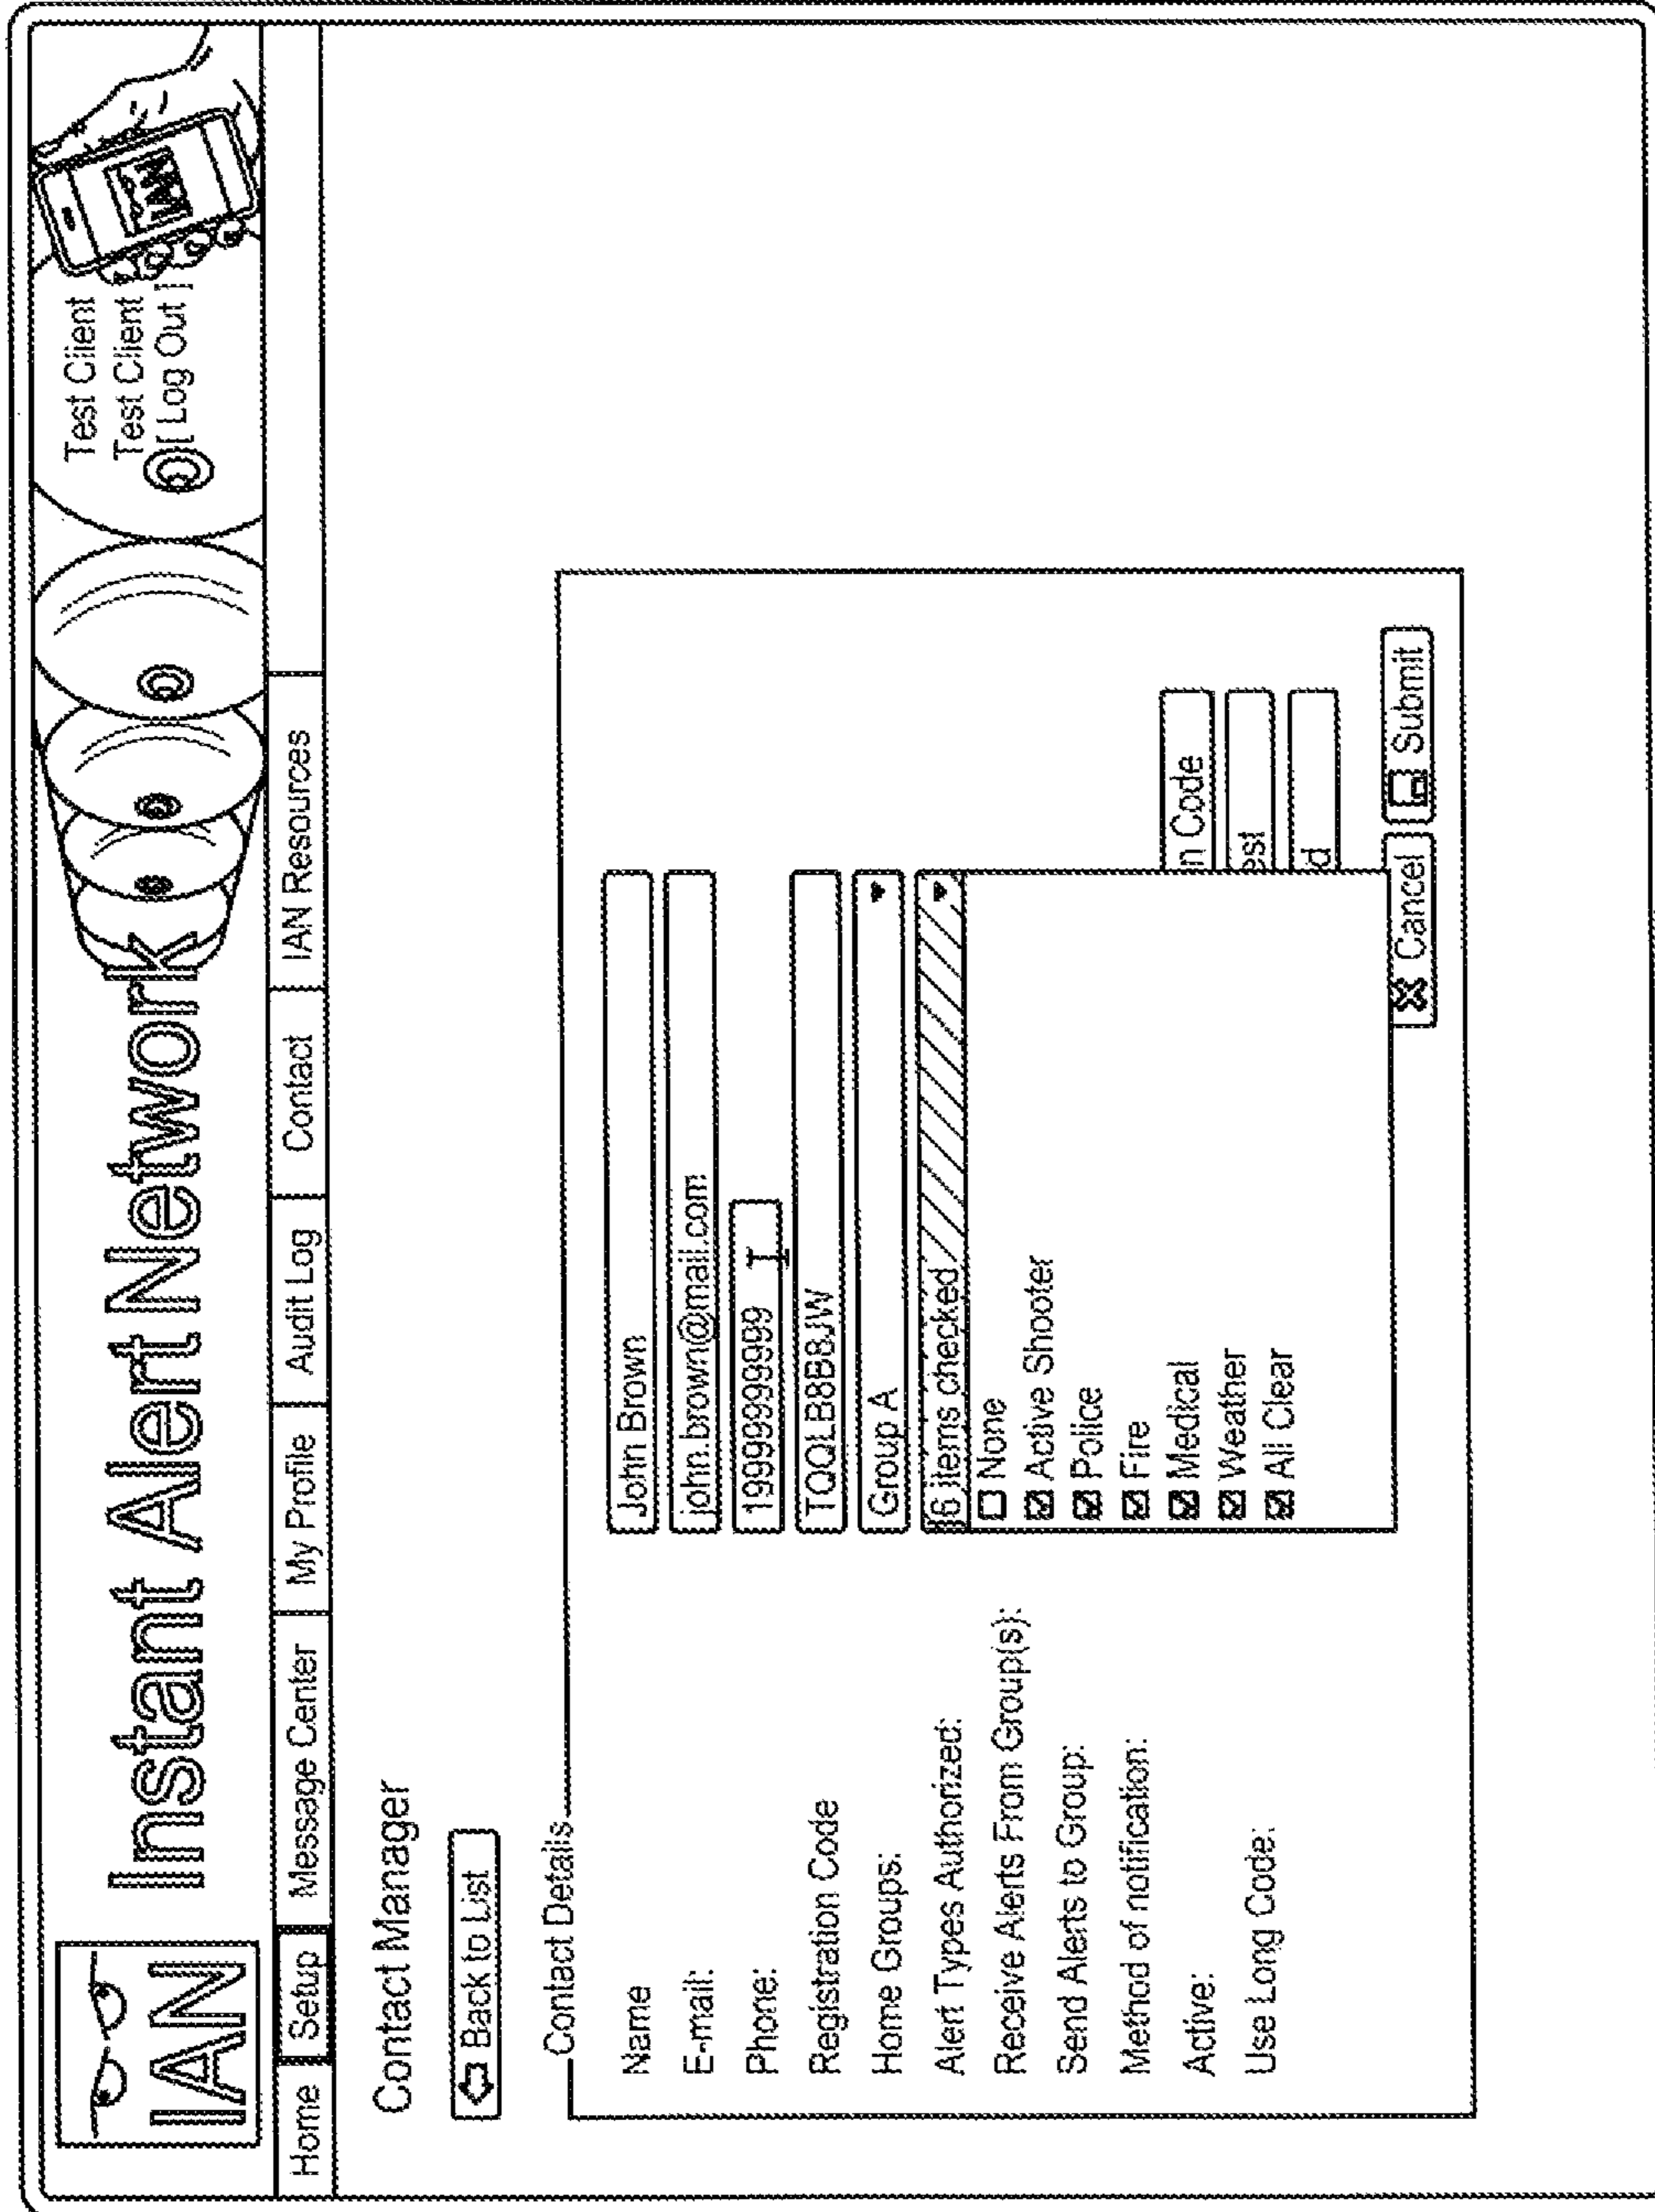 IAN Instant Alert Network
Test Client
Test Client
[ Log Out ]
IAN
Home Setup Message Center My Profile Audit Log Contact IAN Resources
Contact Manager
Back to List
Contact Details
Name John Brown
E-mail: john.brown@mail.com
Phone: 19999999999
Registration Code TQQLB8B8JW
Home Groups: Group A
Alert Types Authorized: 6 items checked
Receive Alerts From Group(s): None
Active Shooter
Send Alerts to Group: Police
Method of notification: Fire
Active: Medical
n Code
Use Long Code: Weather
est
All Clear
d
Cancel Submit